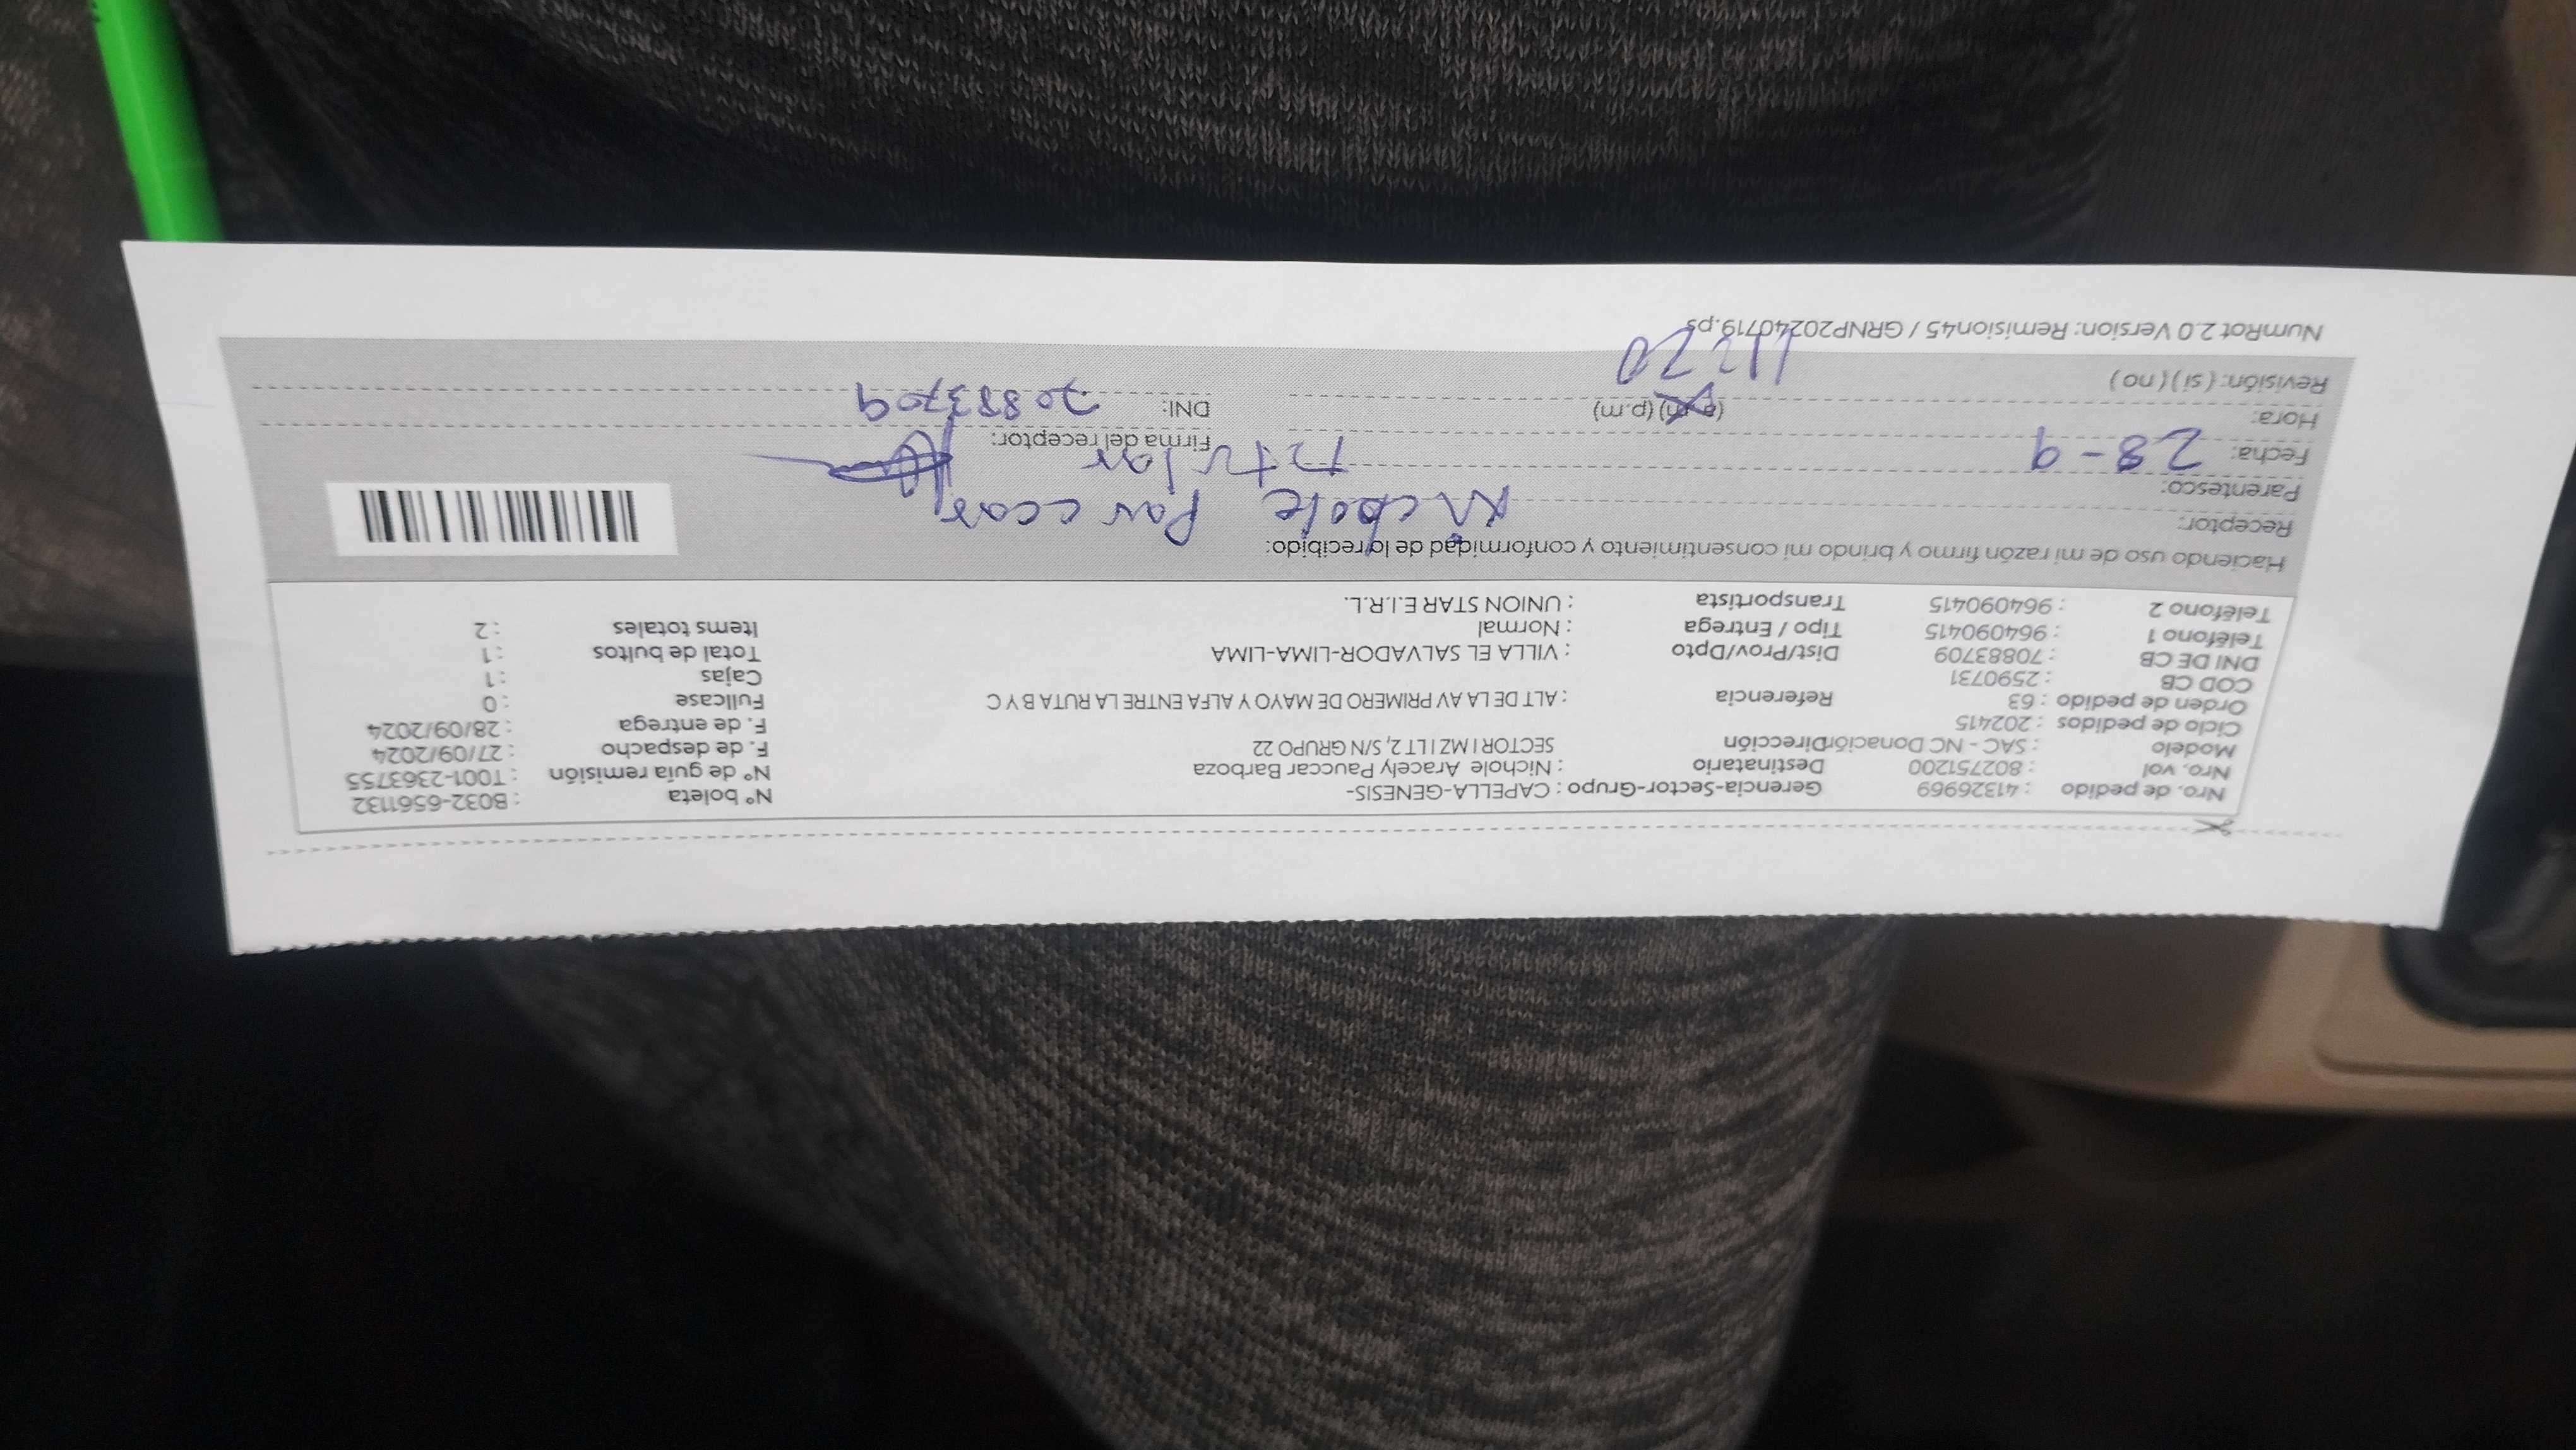 Nro. de pedido : 41326969 Gerencia-Sector-Grupo : CAPELLA-GENESIS- N° boleta : B032-6561132
Nro. vol : 802751200 Destinatario : Nichole Aracely Pauccar Barboza N° de guía remisión : T001-2363755
Modelo : SAC - NC Donación Dirección SECTOR I MZ I LT 2, S/N GRUPO 22 F. de despacho : 27/09/2024
Ciclo de pedidos : 202415 F. de entrega : 28/09/2024
Orden de pedido : 63 Referencia : ALT DE LA AV PRIMERO DE MAYO Y ALFA ENTRE LA RUTA B Y C Fullcase : 0
COD CB : 2590731 Cajas : 1
DNI DE CB : 70883709 Dist/Prov/Dpto : VILLA EL SALVADOR-LIMA-LIMA Total de bultos : 1
Teléfono 1 : 964090415 Tipo / Entrega : Normal Items totales : 2
Teléfono 2 : 964090415 Transportista : UNION STAR E.I.R.L.
Haciendo uso de mi razón firmo y brindo mi consentimiento y conformidad de lo recibido:
Receptor: Nichole Pauccar
Parentesco: titular
Fecha: 28-9 Firma del receptor:
Hora: (a.m) (p.m) DNI: 70883709
Revisión: (si) (no)
NumRot 2.0 Version: Remision45 / GRNP20240719.ps